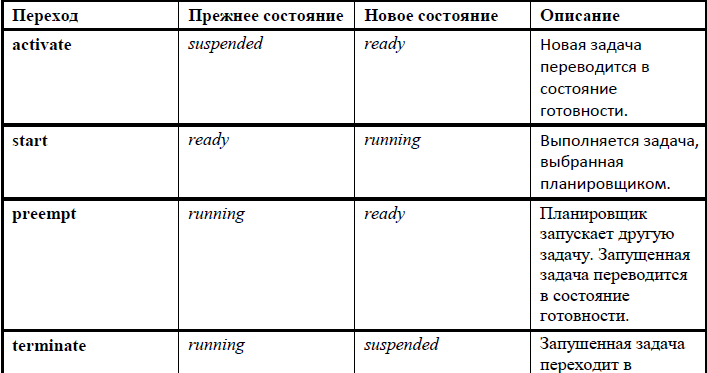 Переход Прежнее состояние Новое состояние Описание
activate suspended ready Новая задача
переводится в
состояние
готовности.
start ready running Выполняется задача,
выбранная
планировщиком.
preempt running ready Планировщик
запускает другую
задачу. Запущенная
задача переводится
в состояние
готовности.
terminate running suspended Запушенная задача
переходит в